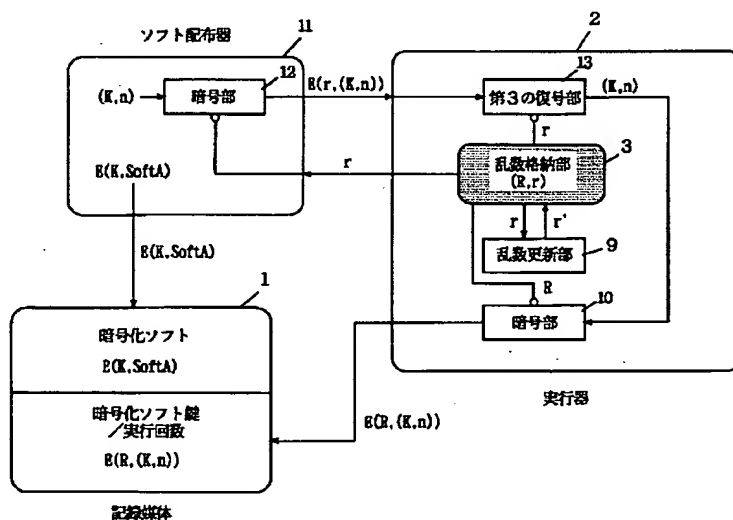 ソフト配布器
11
12
(K,n)
暗号部
E(r,(K,n))
E(K,SoftA)
r
2
13
第3の復号部
(K,n)
r
乱数格納部
(R,r)
3
r
r'
乱数更新部
9
R
10
暗号部
実行器
E(K,SoftA)
1
暗号化ソフト
E(K,SoftA)
暗号化ソフト鍵
/実行回数
E(R,(K,n))
E(R,(K,n))
記録媒体